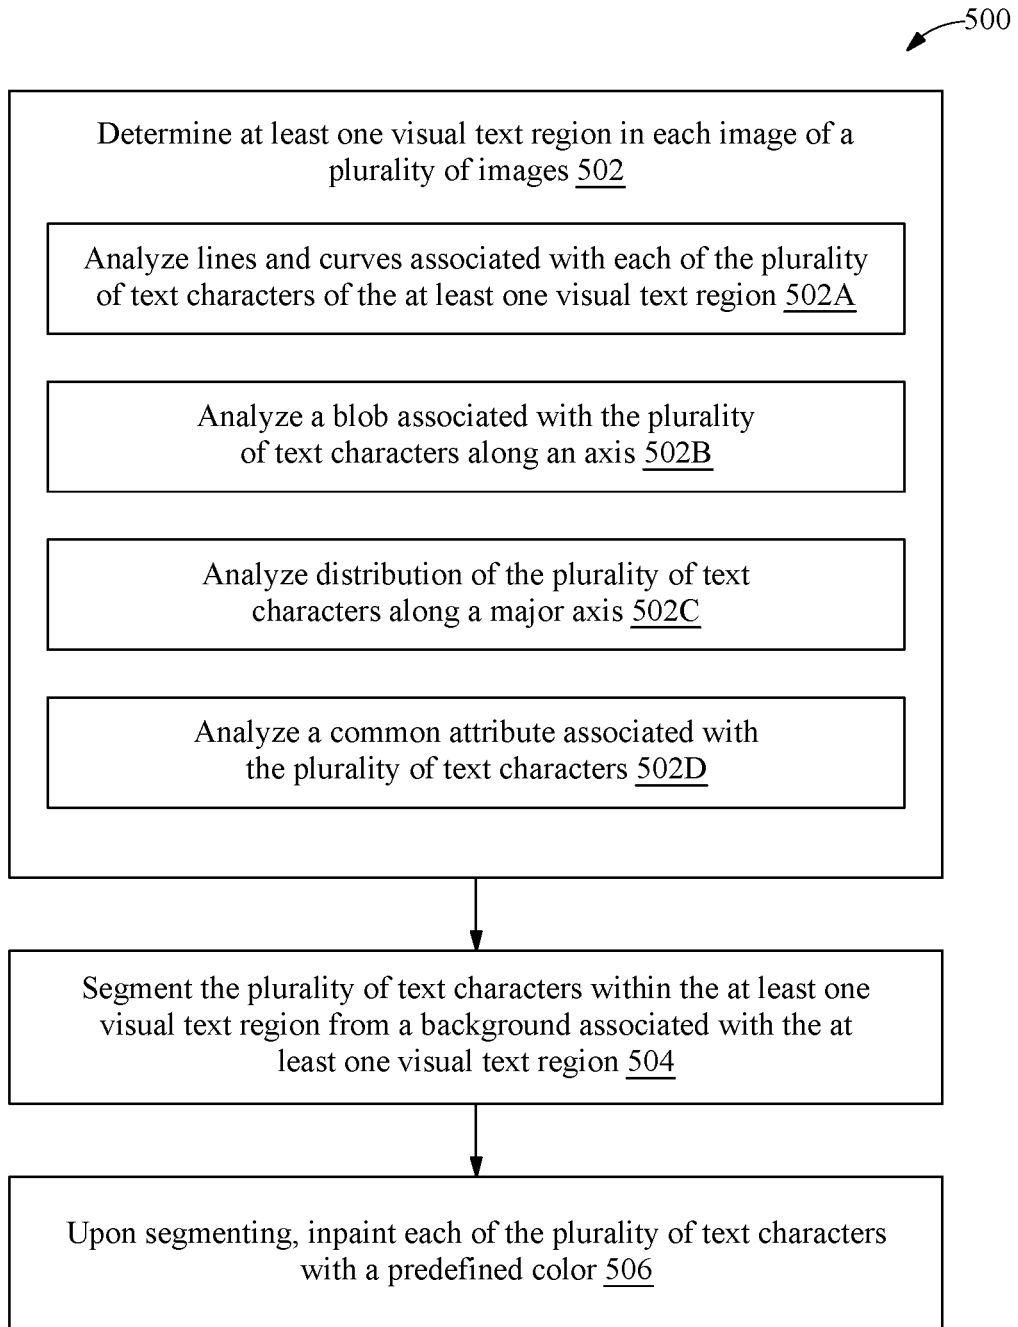 500
Determine at least one visual text region in each image of a
plurality of images 502
Analyze lines and curves associated with each of the plurality
of text characters of the at least one visual text region 502A
Analyze a blob associated with the plurality
of text characters along an axis 502B
Analyze distribution of the plurality of text
characters along a major axis 502C
Analyze a common attribute associated with
the plurality of text characters 502D
Segment the plurality of text characters within the at least one
visual text region from a background associated with the at
least one visual text region 504
Upon segmenting, inpaint each of the plurality of text characters
with a predefined color 506